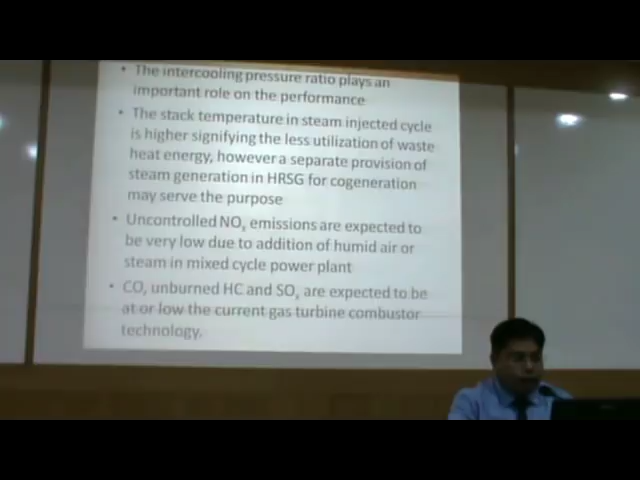 • The intercooling pressure ratio plays an
important role on the performance
• The stack temperature in steam injected cycle
is higher signifying the less utilization of waste
heat energy, however a separate provision of
steam generation in HRSG for cogeneration
may serve the purpose
• Uncontrolled NOx emissions are expected to
be very low due to addition of humid air or
steam in mixed cycle power plant
• CO, unburned HC and SOx are expected to be
at or low the current gas turbine combustor
technology.